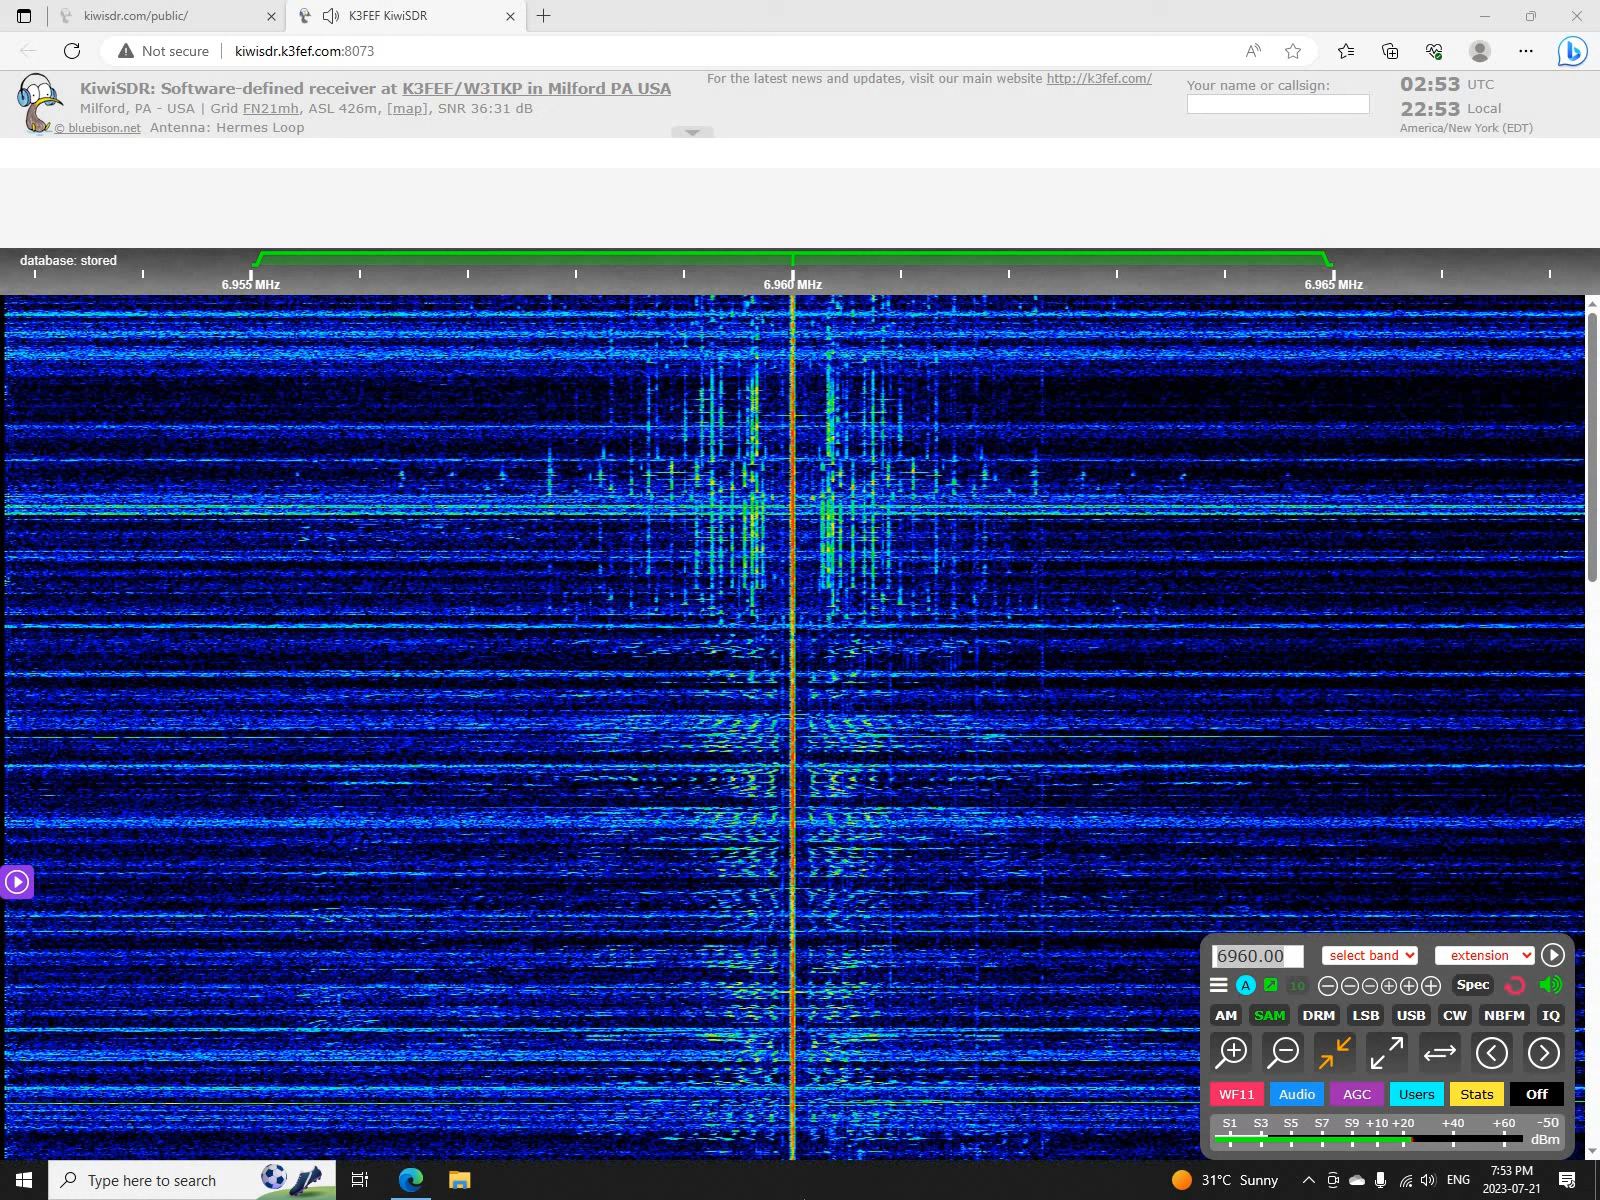 kiwisdr.com/public/
K3FEF KiwiSDR
Not secure
kiwisdr.k3fef.com:8073
KiwiSDR: Software-defined receiver at K3FEF/W3TKP in Milford PA USA
Milford, PA - USA | Grid FN21mh, ASL 426m, [map], SNR 36:31 dB
© bluebison.net Antenna: Hermes Loop
For the latest news and updates, visit our main website http://k3fef.com/
Your name or callsign:
02:53 UTC
22:53 Local
America/New York (EDT)
database: stored
6.955 MHz 6.960 MHz 6.965 MHz
6960.00 select band extension
A 10 Spec
AM SAM DRM LSB USB CW NBFM IQ
WF11 Audio AGC Users Stats Off
S1 S3 S5 S7 S9 +10 +20 +40 +60 -50
dBm
Type here to search
31°C Sunny
ENG
7:53 PM
2023-07-21